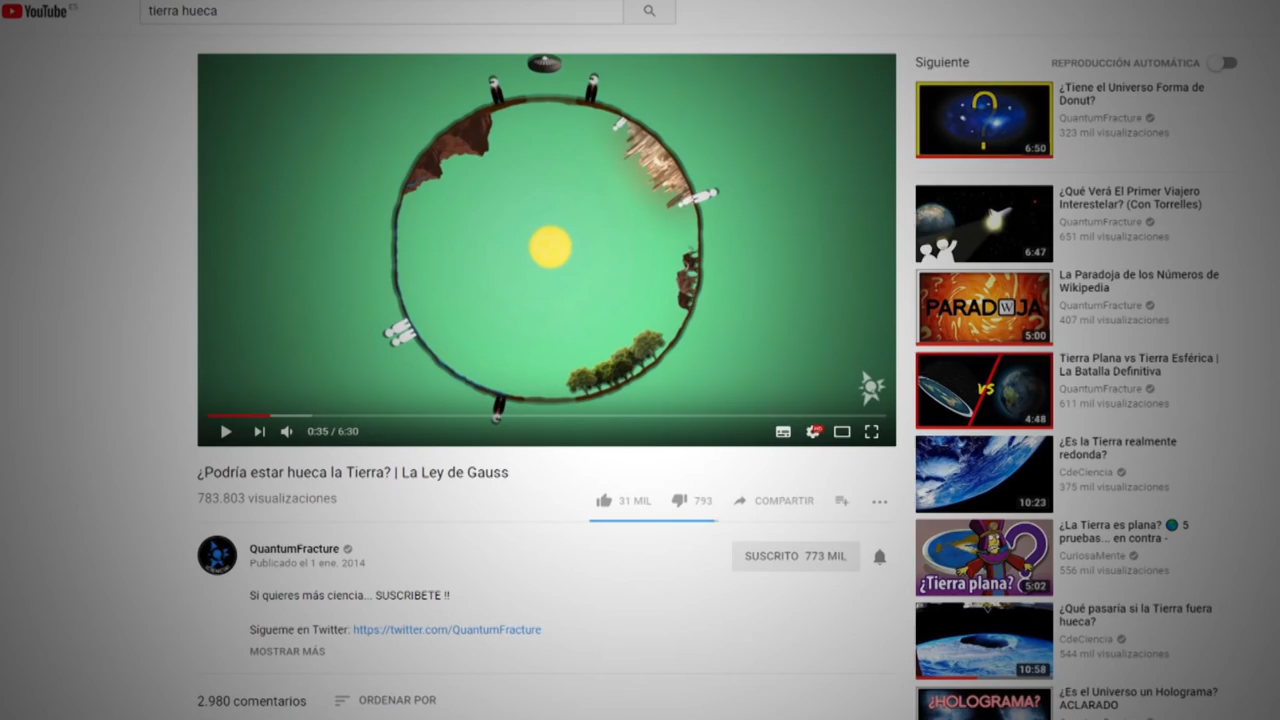 YouTube ES
tierra hueca
0:35 / 6:30
HD
¿Podría estar hueca la Tierra? | La Ley de Gauss
783.803 visualizaciones
31 MIL
793
COMPARTIR
QuantumFracture
Publicado el 1 ene. 2014
SUSCRITO 773 MIL
Si quieres más ciencia... SUSCRIBETE !!
Sígueme en Twitter: https://twitter.com/QuantumFracture
MOSTRAR MÁS
2.980 comentarios
ORDENAR POR
Siguiente
REPRODUCCIÓN AUTOMÁTICA
?
6:50
¿Tiene el Universo Forma de
Donut?
QuantumFracture
323 mil visualizaciones
6:47
¿Qué Verá El Primer Viajero
Interestelar? (Con Torrelles)
QuantumFracture
651 mil visualizaciones
PARADWJA
5:00
La Paradoja de los Números de
Wikipedia
QuantumFracture
407 mil visualizaciones
VS
4:48
Tierra Plana vs Tierra Esférica |
La Batalla Definitiva
QuantumFracture
611 mil visualizaciones
10:23
¿Es la Tierra realmente
redonda?
CdeCiencia
375 mil visualizaciones
¿Tierra plana?
5:02
¿La Tierra es plana? 🌎 5
pruebas... en contra -
CuriosaMente
556 mil visualizaciones
10:58
¿Qué pasaría si la Tierra fuera
hueca?
CdeCiencia
544 mil visualizaciones
¿HOLOGRAMA?
¿Es el Universo un Holograma?
ACLARADO
QuantumFracture